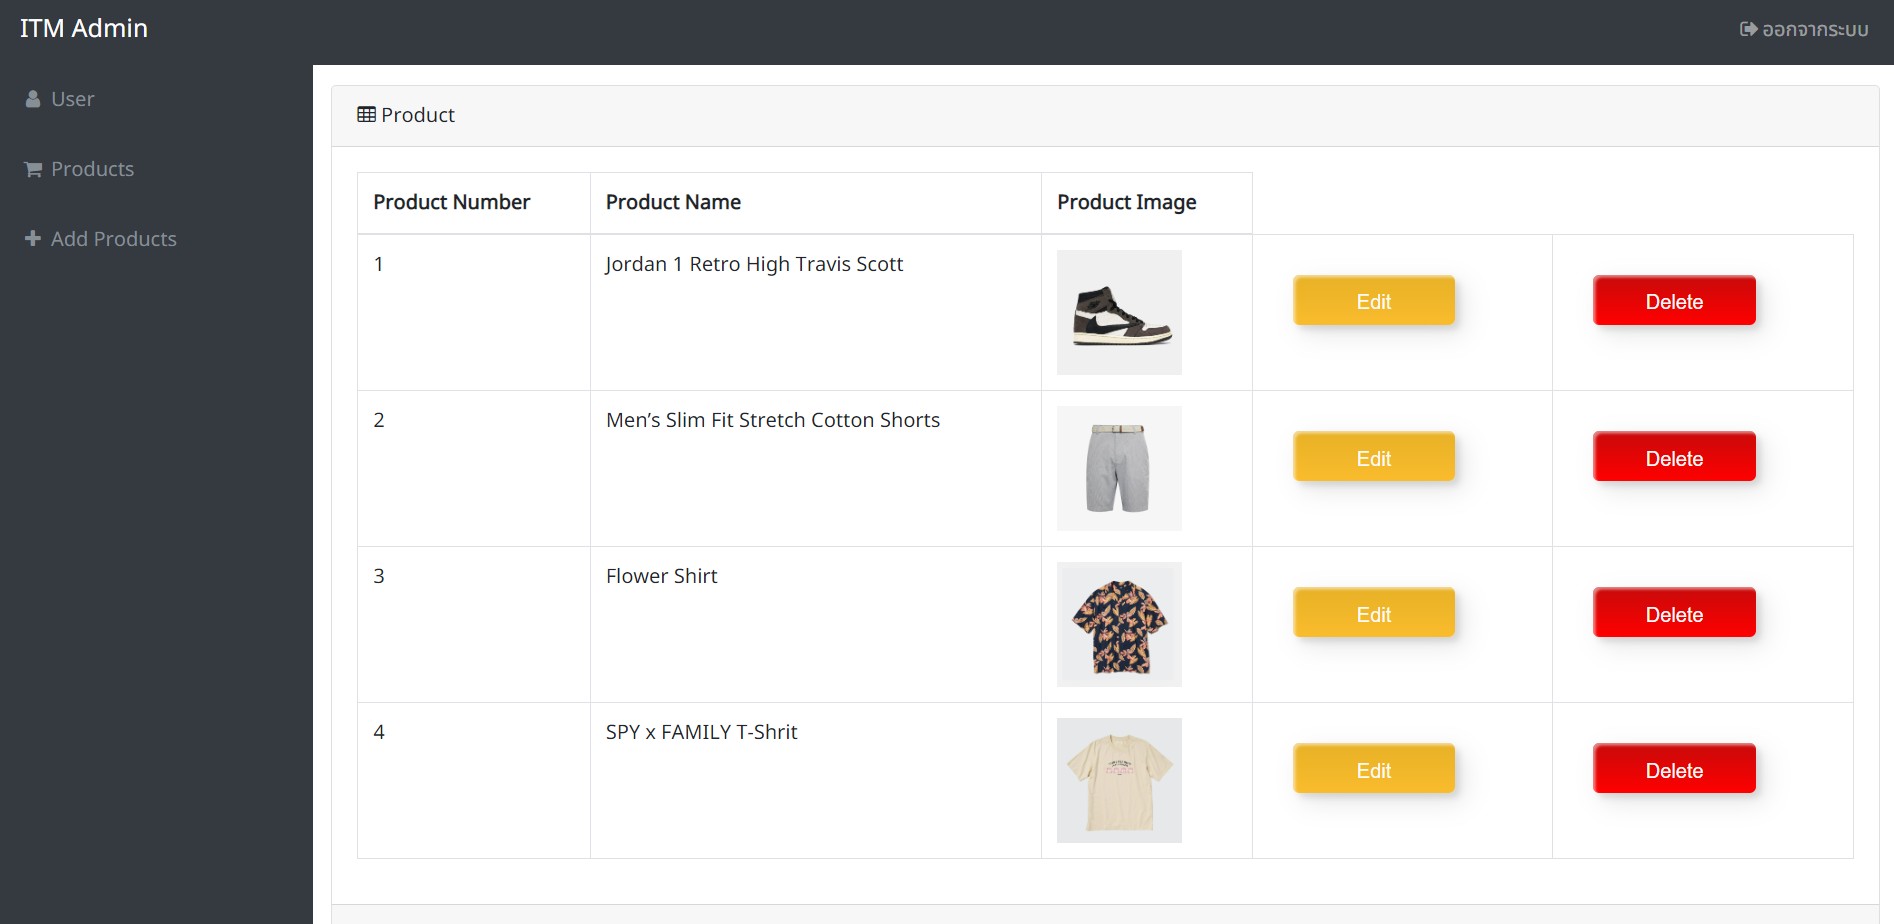 ITM Admin
ออกจากระบบ
User
Products
Add Products
Product
Product Number Product Name Product Image
1 Jordan 1 Retro High Travis Scott Edit Delete
2 Men’s Slim Fit Stretch Cotton Shorts Edit Delete
3 Flower Shirt Edit Delete
4 SPY x FAMILY T-Shrit Edit Delete